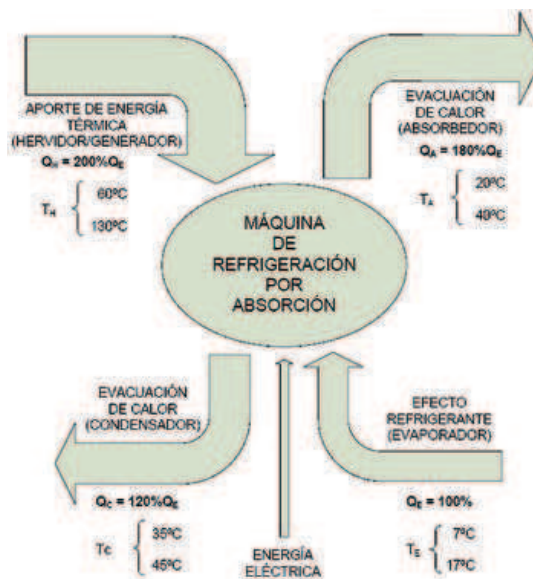 APORTE DE ENERGÍA
TÉRMICA
(HERVIDOR/GENERADOR)
QH = 200%QE
TH
60ºC
130ºC
EVACUACIÓN
DE CALOR
(ABSORBEDOR)
QA = 180%QE
TA
20ºC
40ºC
MÁQUINA
DE
REFRIGERACIÓN
POR
ABSORCIÓN
EVACUACIÓN
DE CALOR
(CONDENSADOR)
QC = 120%QE
TC
35ºC
45ºC
ENERGÍA
ELÉCTRICA
EFECTO
REFRIGERANTE
(EVAPORADOR)
QE = 100%
TE
7ºC
17ºC